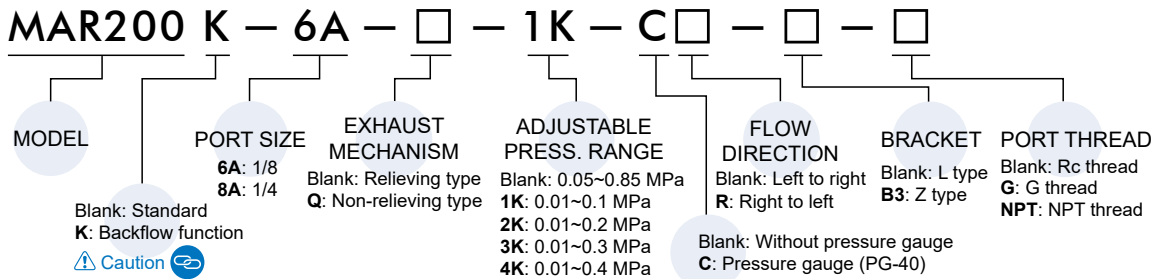 MAR200 K – 6A – □ – 1K – C □ – □ – □
MODEL
Blank: Standard
K: Backflow function
Caution
PORT SIZE
6A: 1/8
8A: 1/4
EXHAUST
MECHANISM
Blank: Relieving type
Q: Non-relieving type
ADJUSTABLE
PRESS. RANGE
Blank: 0.05~0.85 MPa
1K: 0.01~0.1 MPa
2K: 0.01~0.2 MPa
3K: 0.01~0.3 MPa
4K: 0.01~0.4 MPa
Blank: Without pressure gauge
C: Pressure gauge (PG-40)
FLOW
DIRECTION
Blank: Left to right
R: Right to left
BRACKET
Blank: L type
B3: Z type
PORT THREAD
Blank: Rc thread
G: G thread
NPT: NPT thread